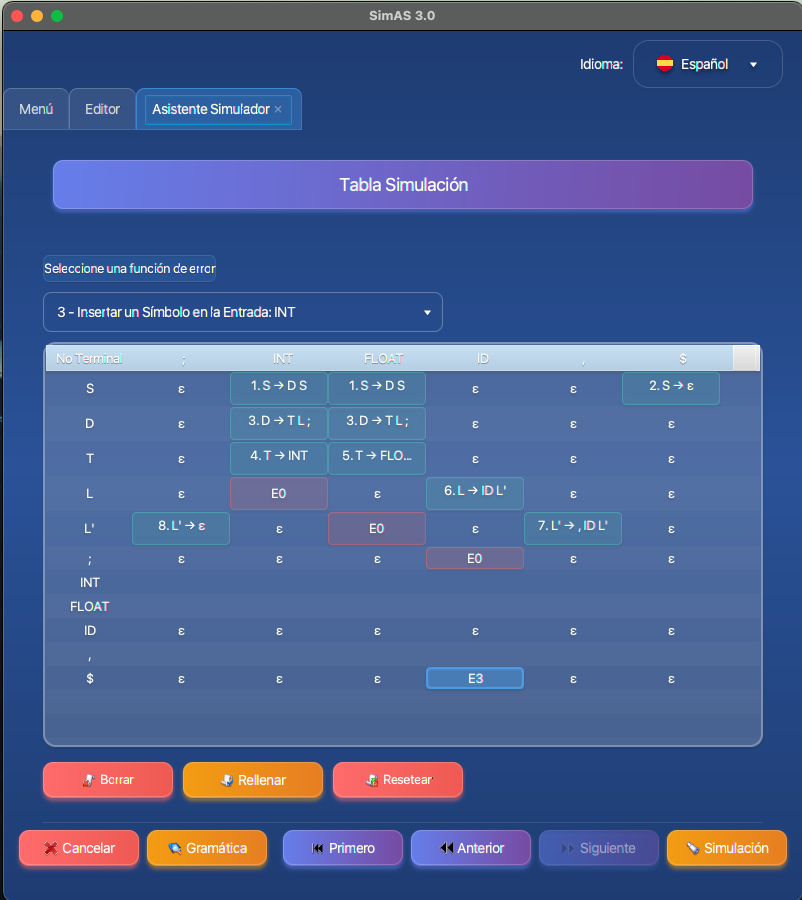 SimAS 3.0
Idioma: Español
Menú Editor Asistente Simulador ×
Tabla Simulación
Seleccione una función de error
3 - Insertar un Símbolo en la Entrada: INT
No Terminal ; INT FLOAT ID , $
S ε 1. S → D S 1. S → D S ε ε 2. S → ε
D ε 3. D → T L ; 3. D → T L ; ε ε ε
T ε 4. T → INT 5. T → FLO... ε ε ε
L ε E0 ε 6. L → ID L' ε ε
L' 8. L' → ε ε E0 ε 7. L' → , ID L' ε
; ε ε ε E0 ε ε
INT
FLOAT
ID ε ε ε ε ε ε
,
$ ε ε ε E3 ε ε
Borrar Rellenar Resetear
Cancelar Gramática Primero Anterior Siguiente Simulación